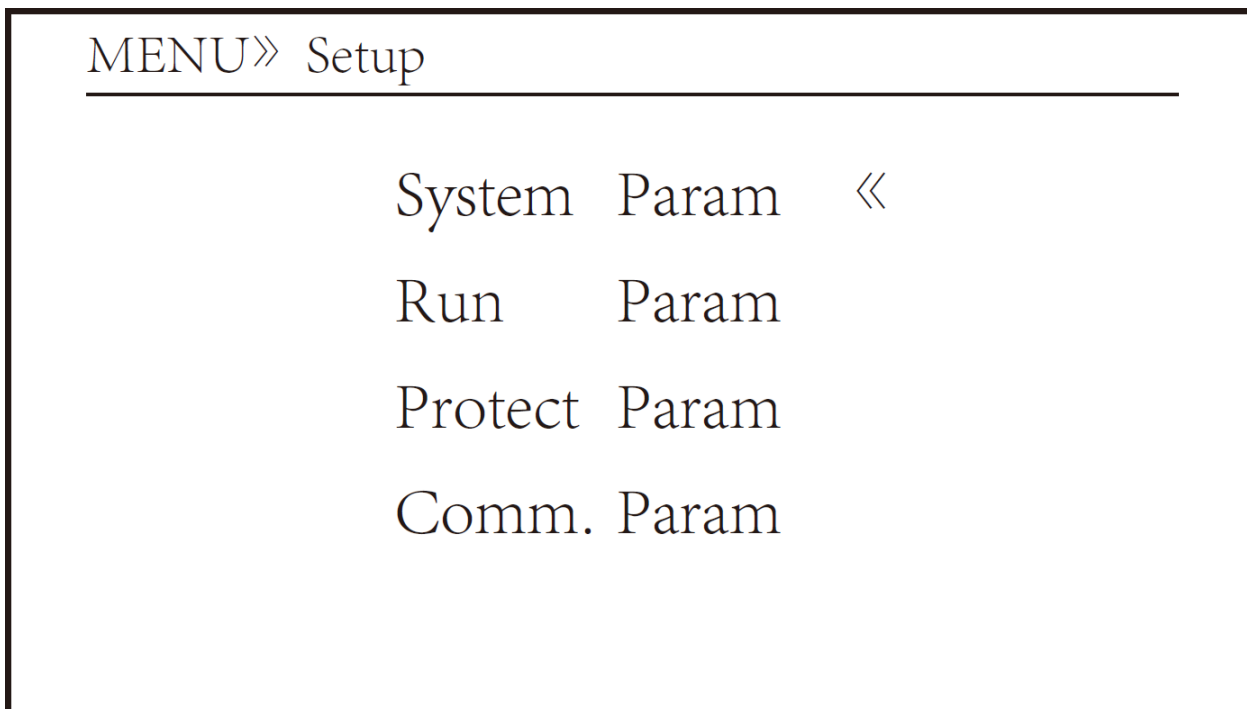 MENU» Setup
System Param «
Run Param
Protect Param
Comm. Param